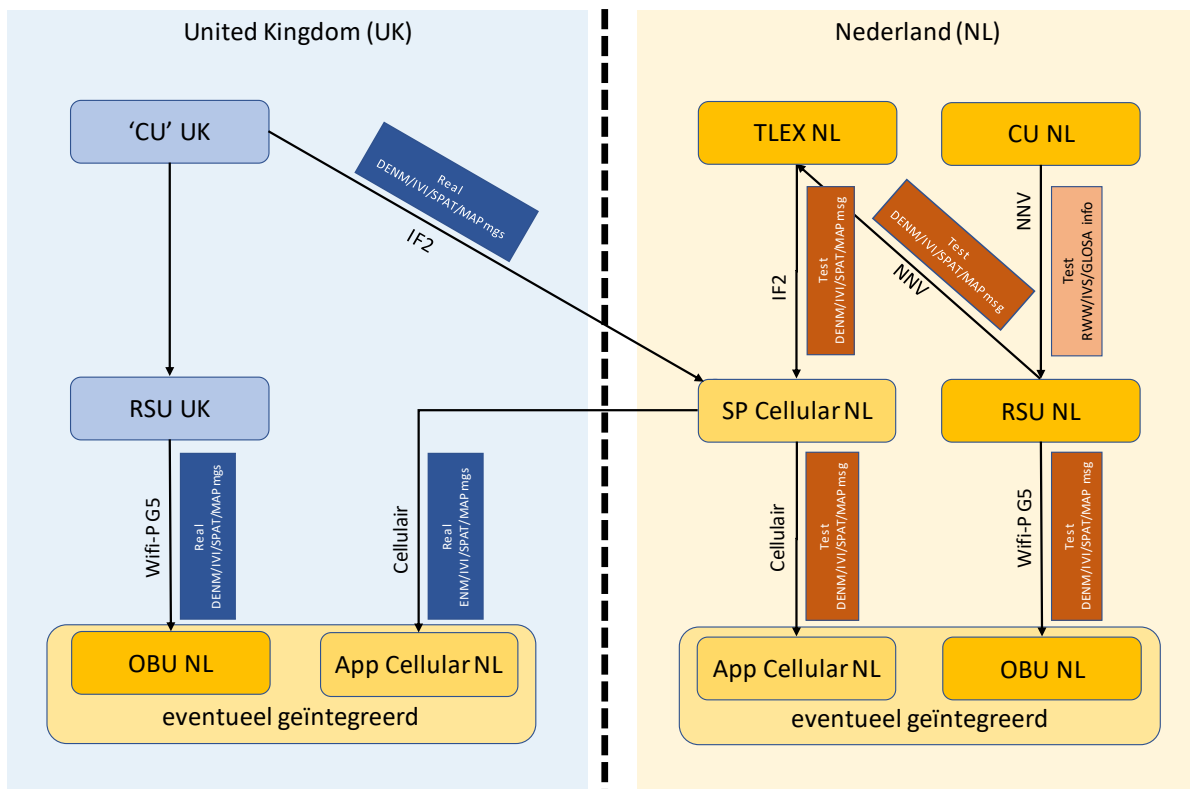 United Kingdom (UK)
Nederland (NL)
'CU' UK
TLEX NL
CU NL
Real
DENM/IVI/SPAT/MAP mgs
IF2
Test
DENM/IVI/SPAT/MAP msg
IF2
Test
DENM/IVI/SPAT/MAP msg
NNV
NNV
Test
RWW/IVS/GLOSA info
RSU UK
SP Cellular NL
RSU NL
Wifi-P G5
Real
DENM/IVI/SPAT/MAP mgs
Cellulair
Real
ENM/IVI/SPAT/MAP mgs
Cellulair
Test
DENM/IVI/SPAT/MAP msg
Wifi-P G5
Test
DENM/IVI/SPAT/MAP msg
OBU NL
App Cellular NL
eventueel geïntegreerd
App Cellular NL
OBU NL
eventueel geïntegreerd